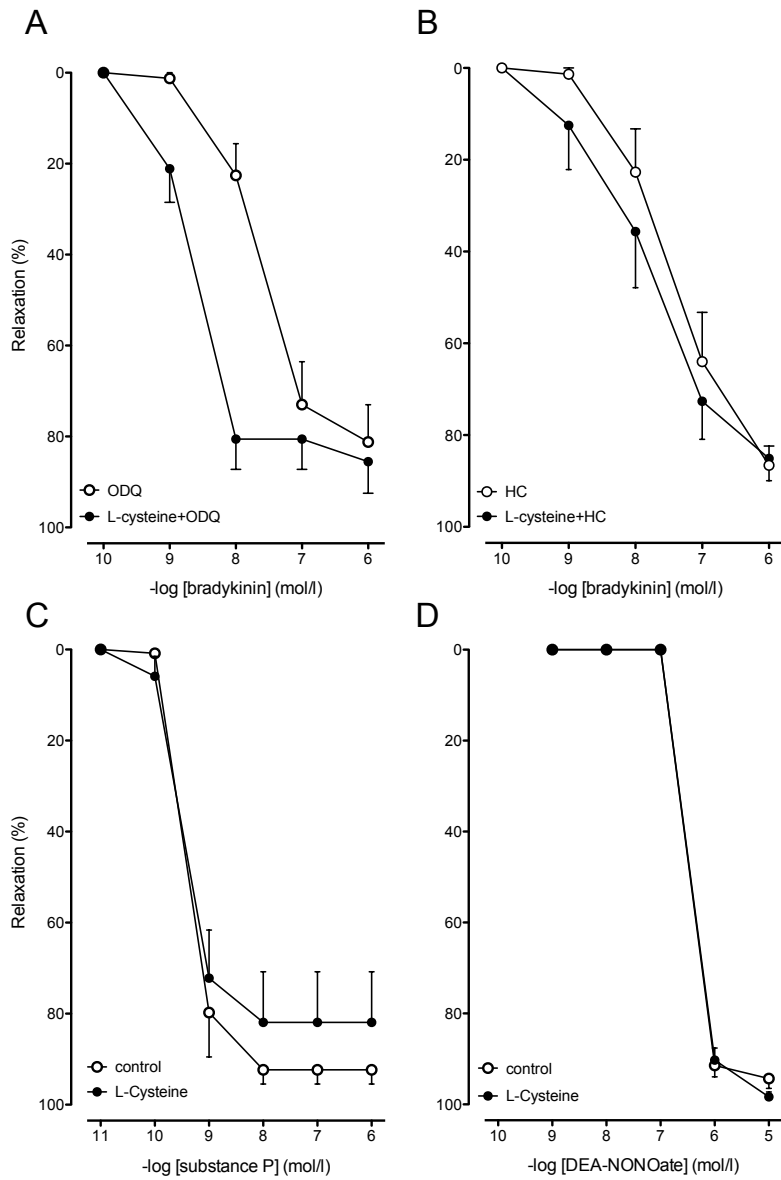 A
0
20
40
60
80
100
Relaxation (%)
ODQ
L-cysteine+ODQ
10 9 8 7 6
-log [bradykinin] (mol/l)
B
0
20
40
60
80
100
HC
L-cysteine+HC
10 9 8 7 6
-log [bradykinin] (mol/l)
C
0
20
40
60
80
100
Relaxation (%)
control
L-Cysteine
11 10 9 8 7 6
-log [substance P] (mol/l)
D
0
20
40
60
80
100
control
L-Cysteine
10 9 8 7 6 5
-log [DEA-NONOate] (mol/l)